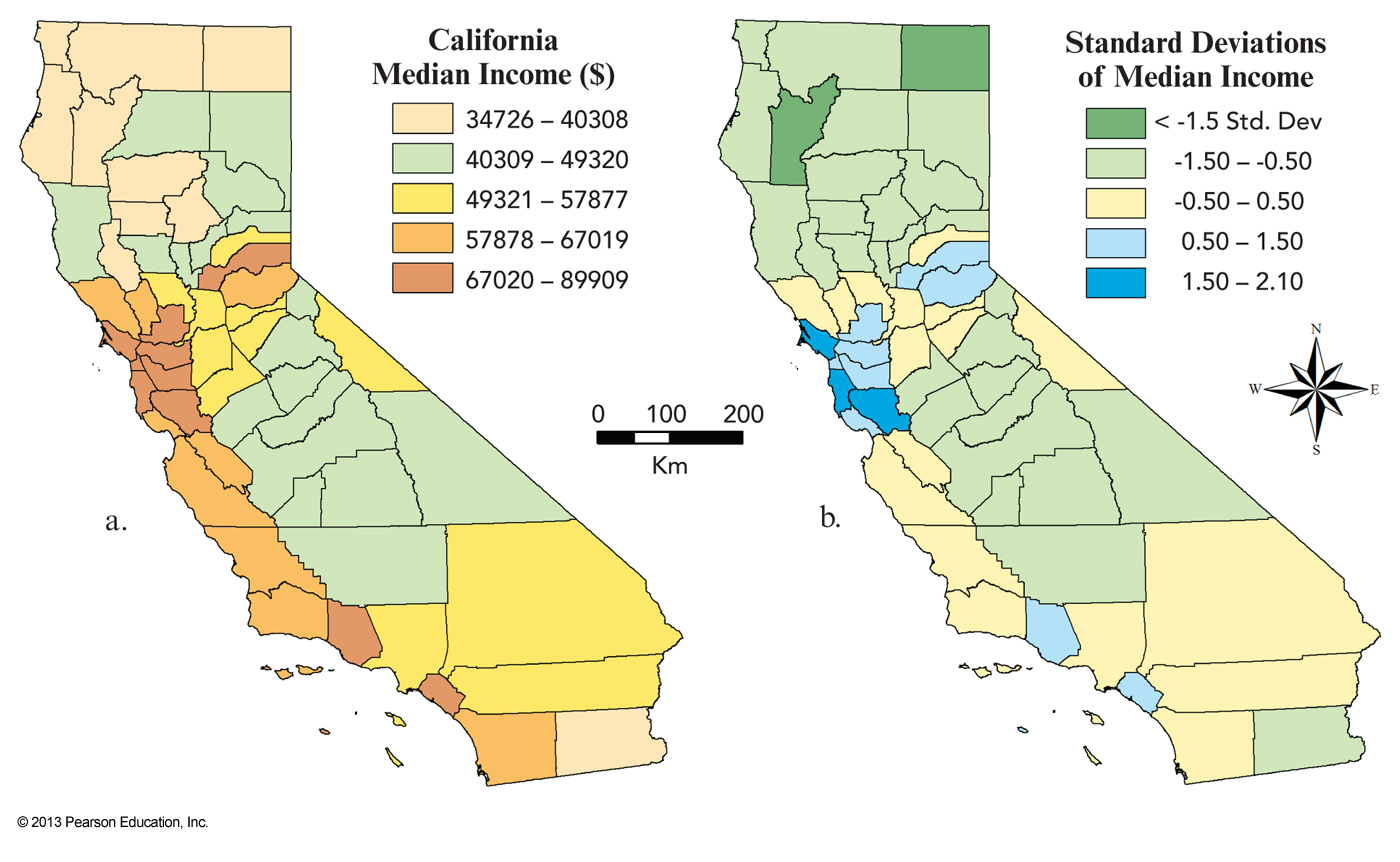 California
Median Income ($)
34726 – 40308
40309 – 49320
49321 – 57877
57878 – 67019
67020 – 89909
a.
0 100 200
Km
Standard Deviations
of Median Income
< -1.5 Std. Dev
-1.50 – -0.50
-0.50 – 0.50
0.50 – 1.50
1.50 – 2.10
N
W
E
S
b.
© 2013 Pearson Education, Inc.